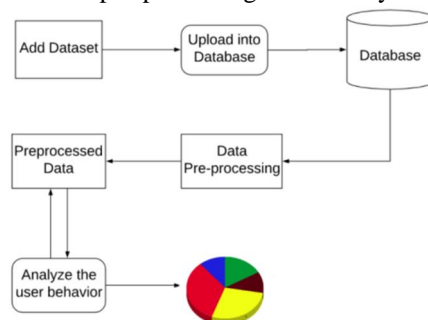 Add Dataset
Upload into
Database
Database
Preprocessed
Data
Data
Pre-processing
Analyze the
user behavior